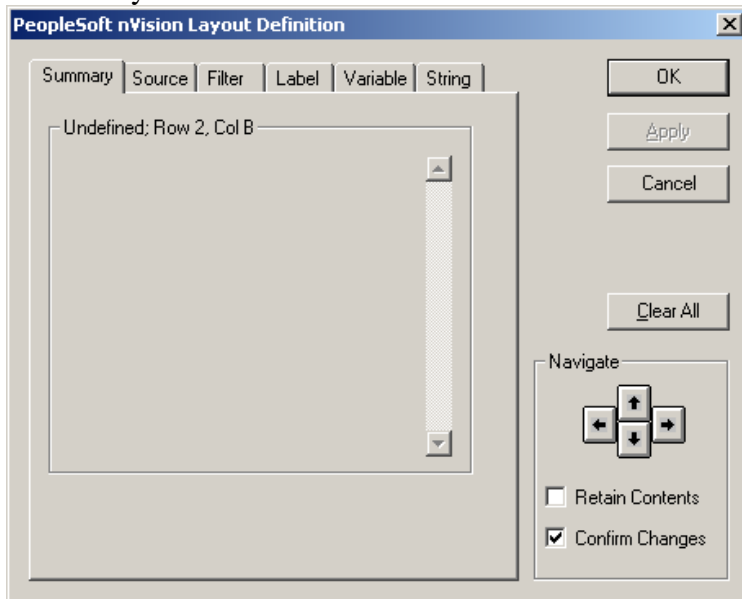 PeopleSoft nVision Layout Definition
Summary Source Filter Label Variable String
Undefined; Row 2, Col B
OK
Apply
Cancel
Clear All
Navigate
Retain Contents
Confirm Changes